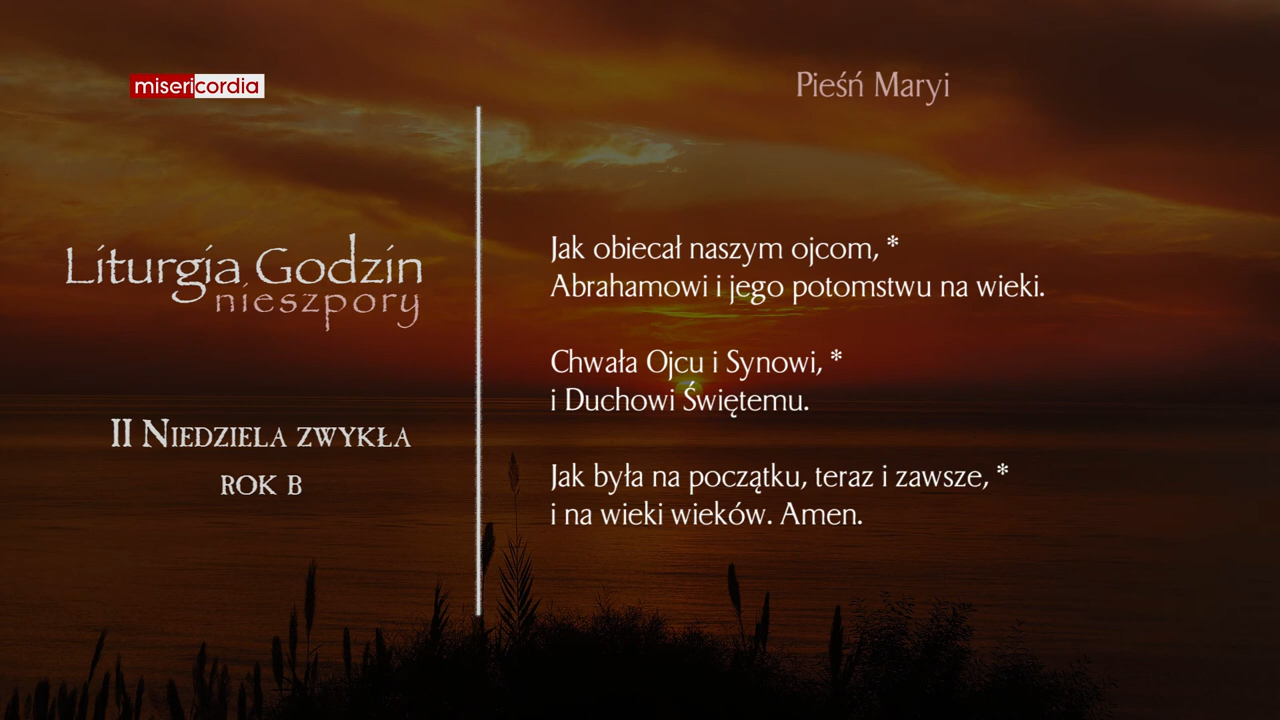 misericordia
Liturgia Godzin
nieszpory
II Niedziela zwykła
rok B
Pieśń Maryi
Jak obiecał naszym ojcom, *
Abrahamowi i jego potomstwu na wieki.
Chwała Ojcu i Synowi, *
i Duchowi Świętemu.
Jak była na początku, teraz i zawsze, *
i na wieki wieków. Amen.